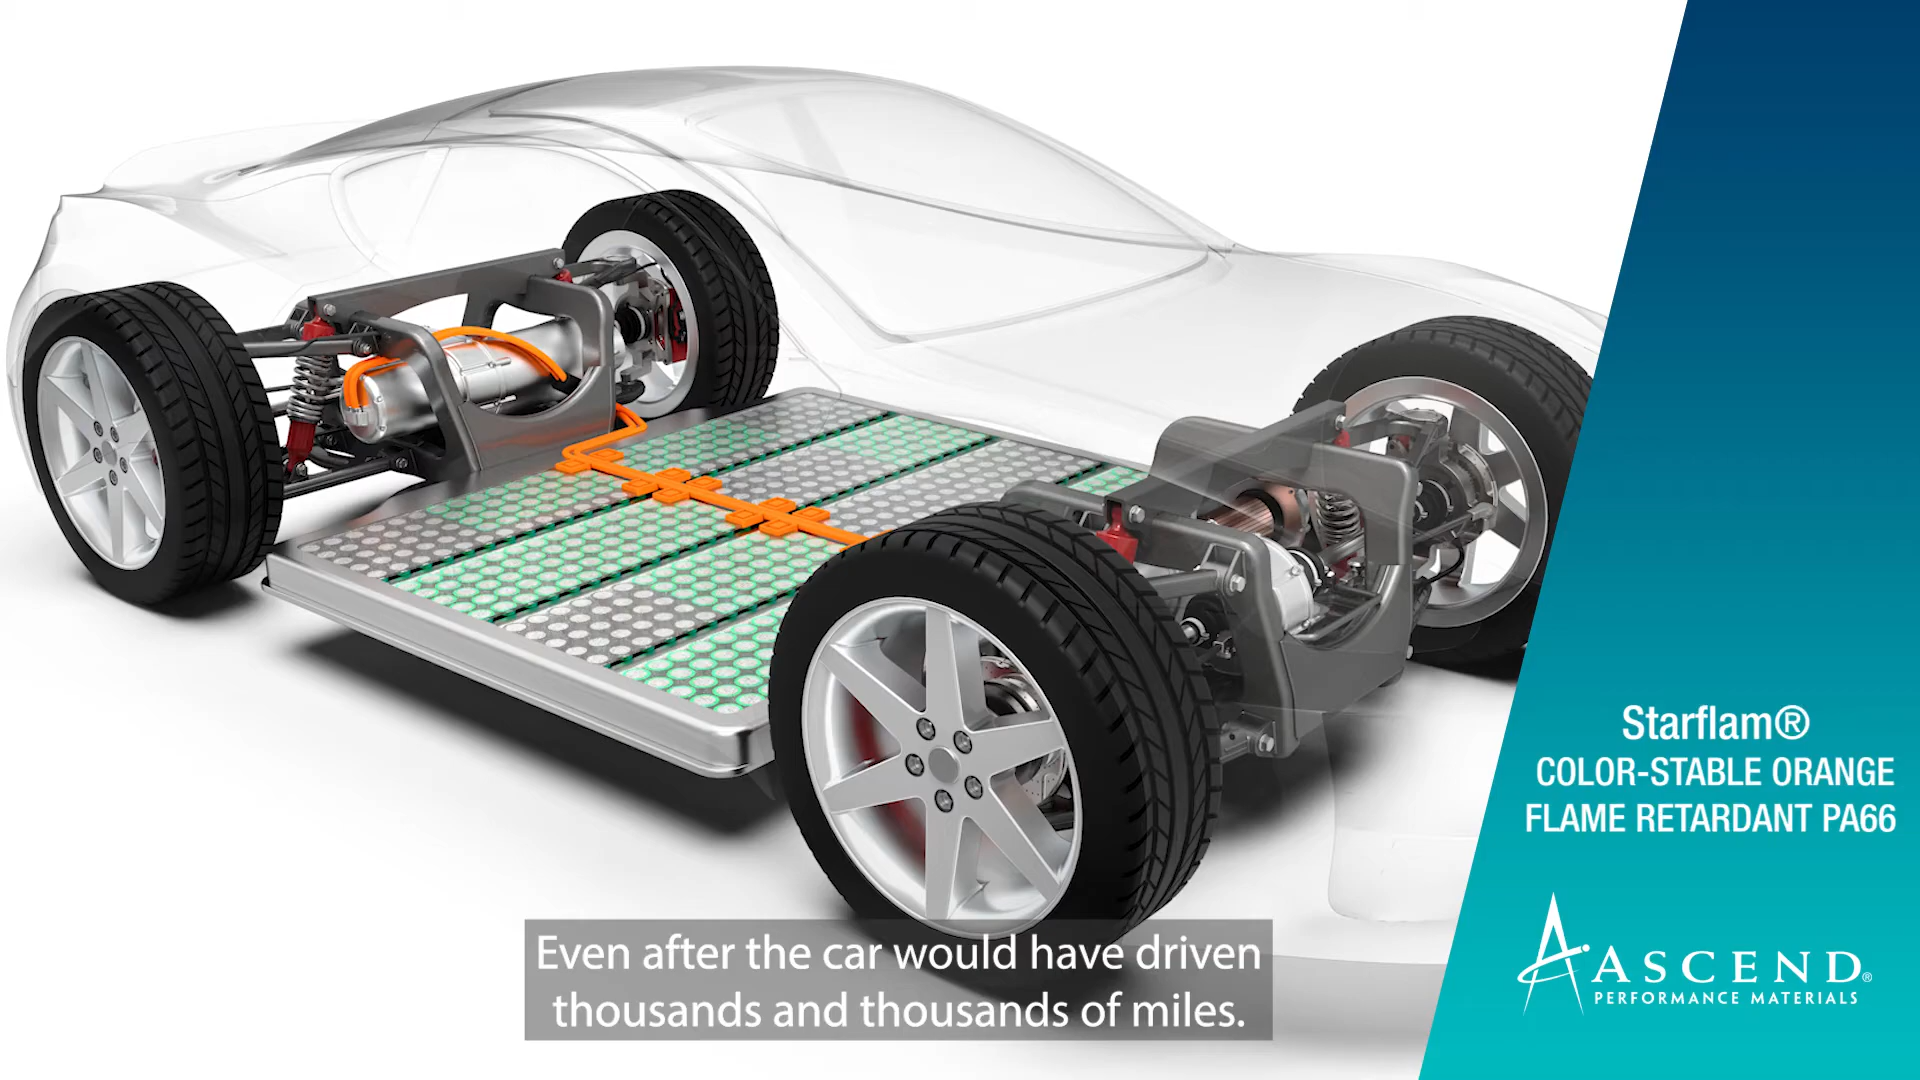 Starflam®
COLOR-STABLE ORANGE
FLAME RETARDANT PA66
ASCEND®
PERFORMANCE MATERIALS
Even after the car would have driven
thousands and thousands of miles.